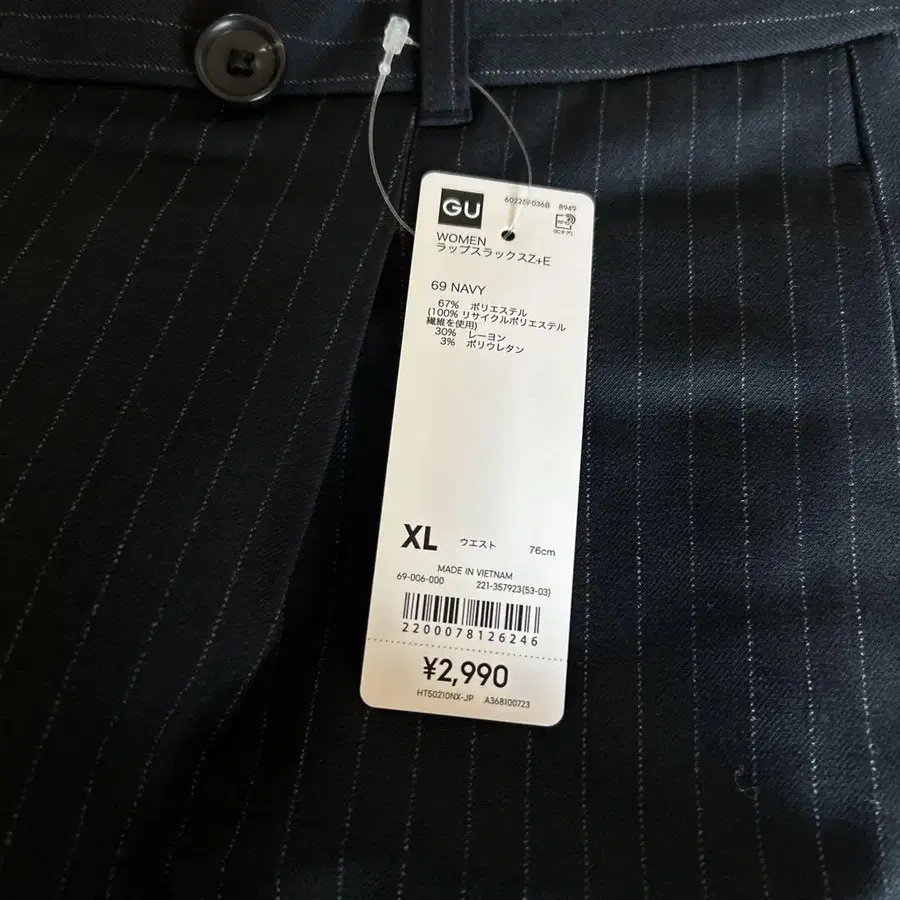 GU
6022SF036B 8949
WOMEN
ラップスラックスZ+E
69 NAVY
67% ポリエステル
(100% リサイクルポリエステル
繊維を使用)
30% レーヨン
3% ポリウレタン
XL ウエスト 76cm
MADE IN VIETNAM
69-006-000 221-357923(53-03)
2200078126246
¥2,990
HT50210NX-JP A368100723